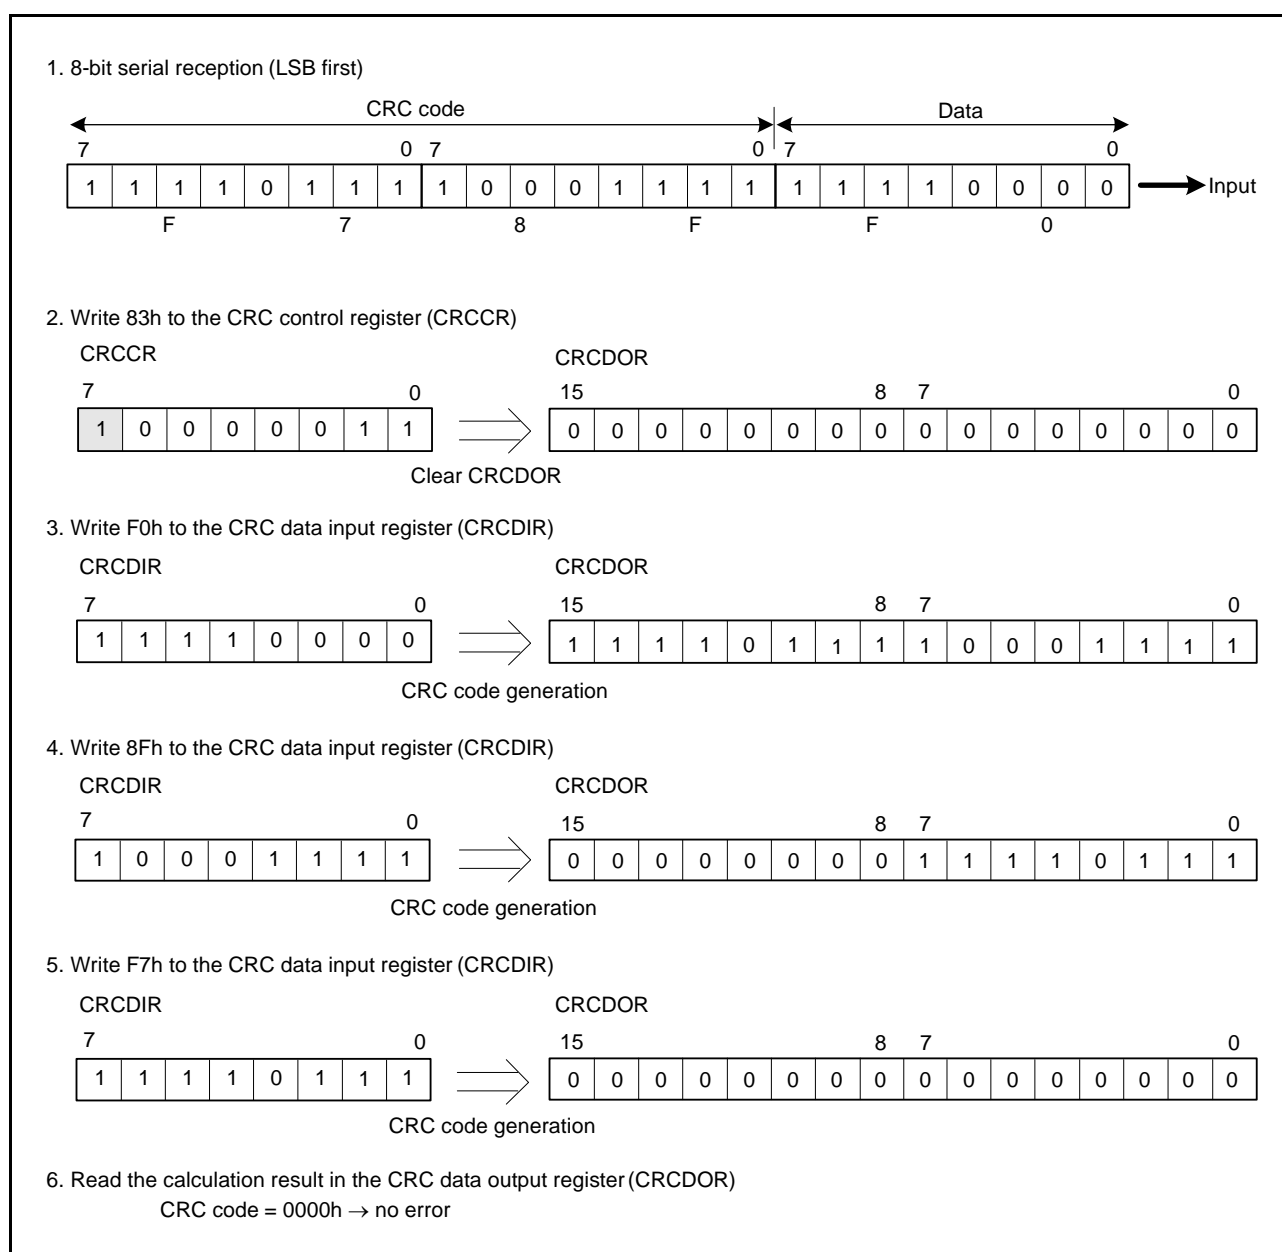 1. 8-bit serial reception (LSB first)
CRC code Data
7 0 7 0 7 0
1 1 1 1 0 1 1 1 1 0 0 0 1 1 1 1 1 1 1 1 0 0 0 0 Input
F 7 8 F F 0
2. Write 83h to the CRC control register (CRCCR)
CRCCR CRCDOR
7 0 15 8 7 0
1 0 0 0 0 0 1 1 0 0 0 0 0 0 0 0 0 0 0 0 0 0 0 0
Clear CRCDOR
3. Write F0h to the CRC data input register (CRCDIR)
CRCDIR CRCDOR
7 0 15 8 7 0
1 1 1 1 0 0 0 0 1 1 1 1 0 1 1 1 1 0 0 0 1 1 1 1
CRC code generation
4. Write 8Fh to the CRC data input register (CRCDIR)
CRCDIR CRCDOR
7 0 15 8 7 0
1 0 0 0 1 1 1 1 0 0 0 0 0 0 0 0 1 1 1 1 0 1 1 1
CRC code generation
5. Write F7h to the CRC data input register (CRCDIR)
CRCDIR CRCDOR
7 0 15 8 7 0
1 1 1 1 0 1 1 1 0 0 0 0 0 0 0 0 0 0 0 0 0 0 0 0
CRC code generation
6. Read the calculation result in the CRC data output register (CRCDOR)
CRC code = 0000h → no error